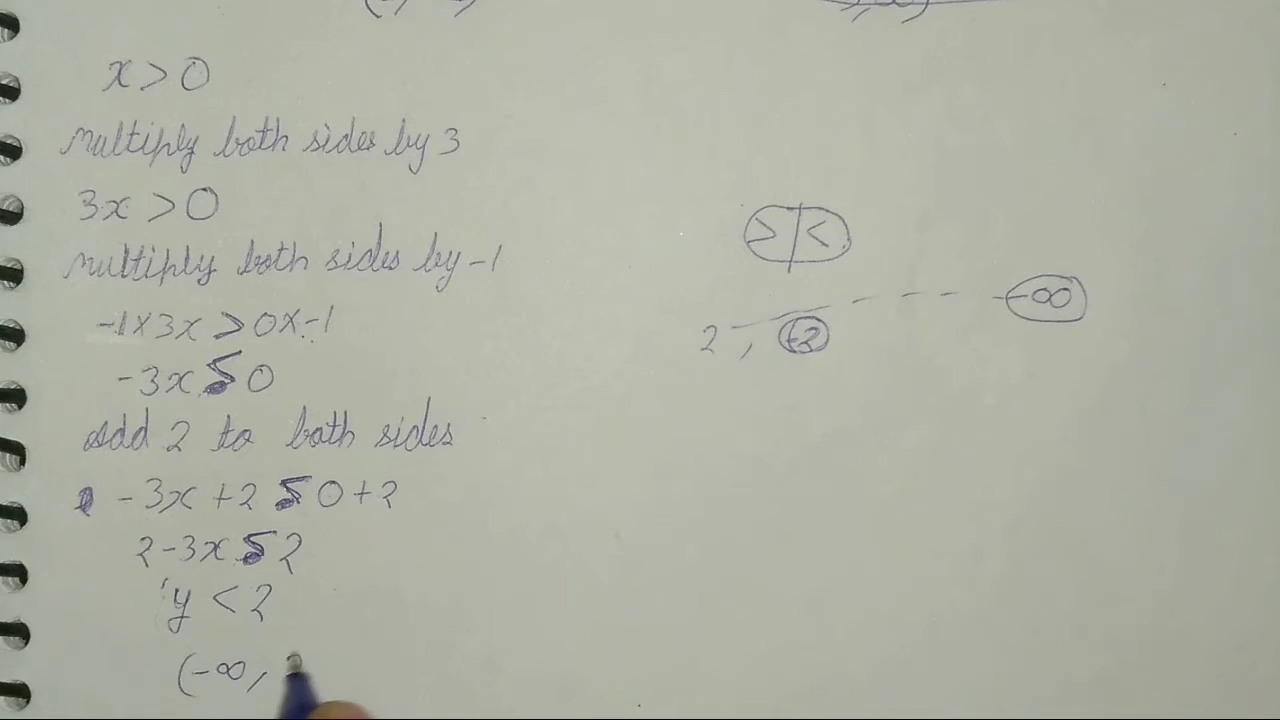 x > 0
multiply both sides by 3
3x > 0
multiply both sides by -1
-1 × 3x > 0 × -1
-3x < 0
Add 2 to both sides
-3x + 2 < 0 + 2
2 - 3x < 2
y < 2
(-∞,
> | <
-∞
2,